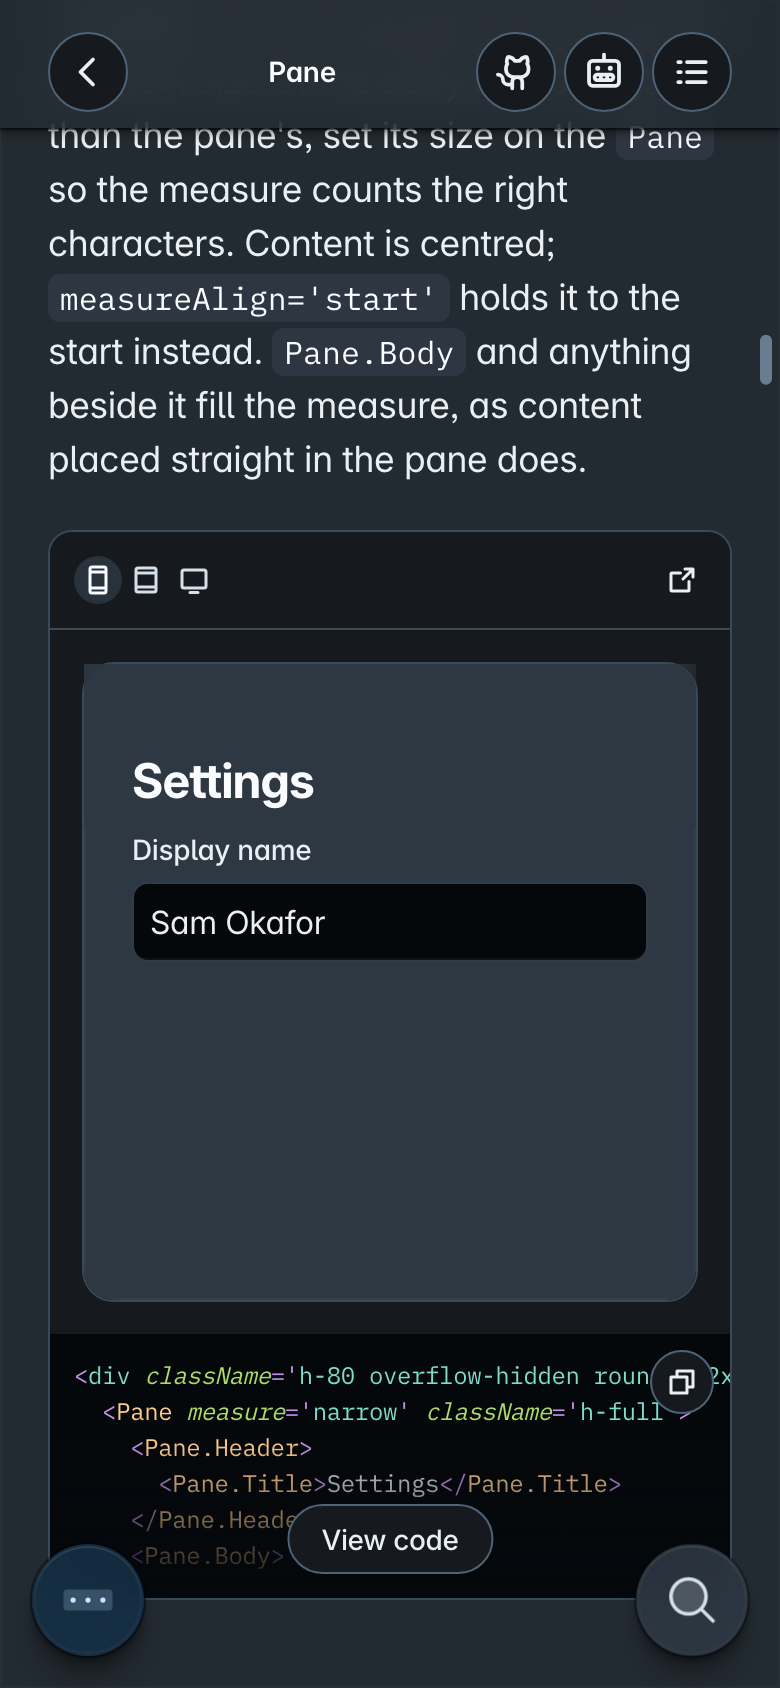 Pane
than the pane's, set its size on the Pane
so the measure counts the right
characters. Content is centred;
measureAlign='start' holds it to the
start instead. Pane.Body and anything
beside it fill the measure, as content
placed straight in the pane does.
Settings
Display name
Sam Okafor
<div className='h-80 overflow-hidden roun 2x
<Pane measure='narrow' className='h-full'>
<Pane.Header>
<Pane.Title>Settings</Pane.Title>
</Pane.Heade
View code
<Pane.Body>